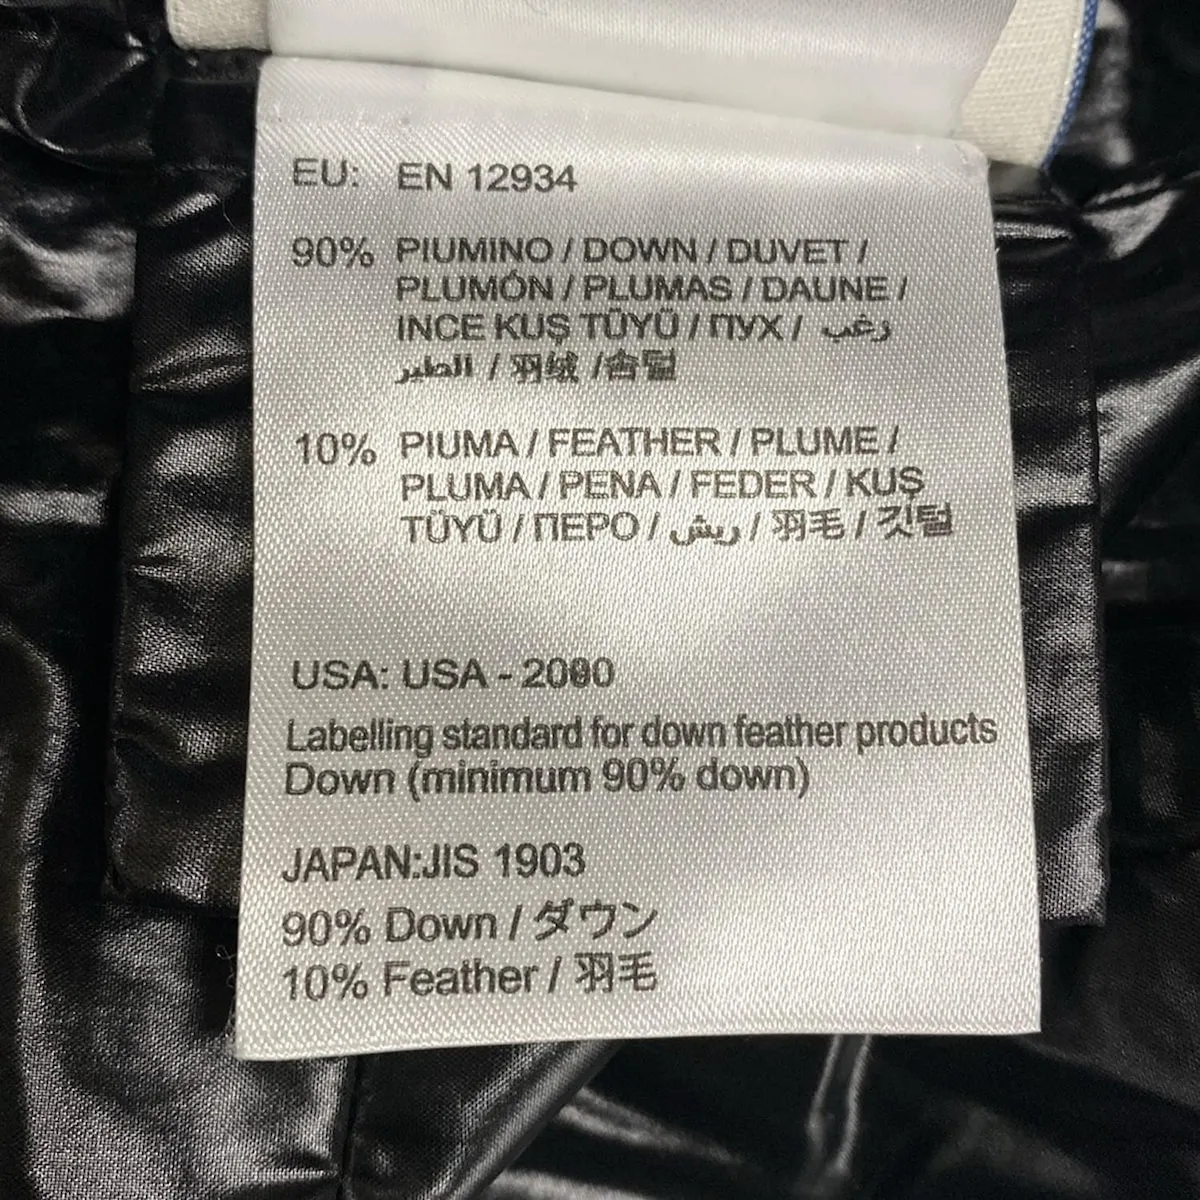 EU: EN 12934
90% PIUMINO / DOWN / DUVET /
PLUMÓN / PLUMAS / DAUNE /
INCE KUŞ TÜYÜ / ПУХ / زغب
الطير / 羽绒 /솜털
10% PIUMA / FEATHER / PLUME /
PLUMA / PENA / FEDER / KUŞ
TÜYÜ / ПЕРО / ريش / 羽毛 / 깃털
USA: USA - 2000
Labelling standard for down feather products
Down (minimum 90% down)
JAPAN:JIS 1903
90% Down / ダウン
10% Feather / 羽毛